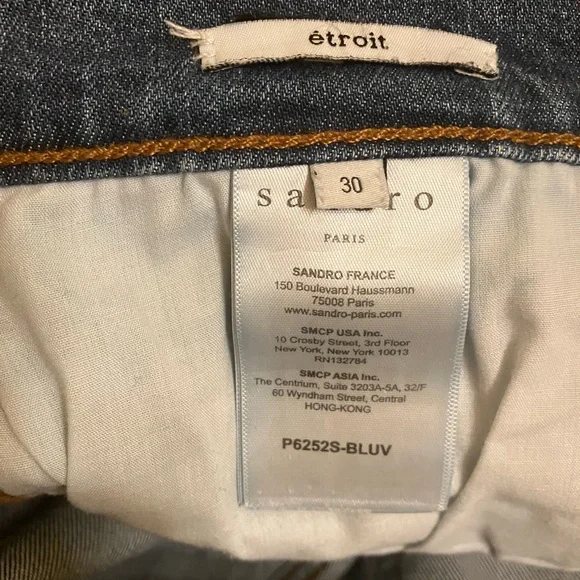 étroit.
30
sa ro
PARIS
SANDRO FRANCE
150 Boulevard Haussmann
75008 Paris
www.sandro-paris.com
SMCP USA Inc.
10 Crosby Street, 3rd Floor
New York, New York 10013
RN132784
SMCP ASIA Inc.
The Centrium, Suite 3203A-5A, 32/F
60 Wyndham Street, Central
HONG-KONG
P6252S-BLUV